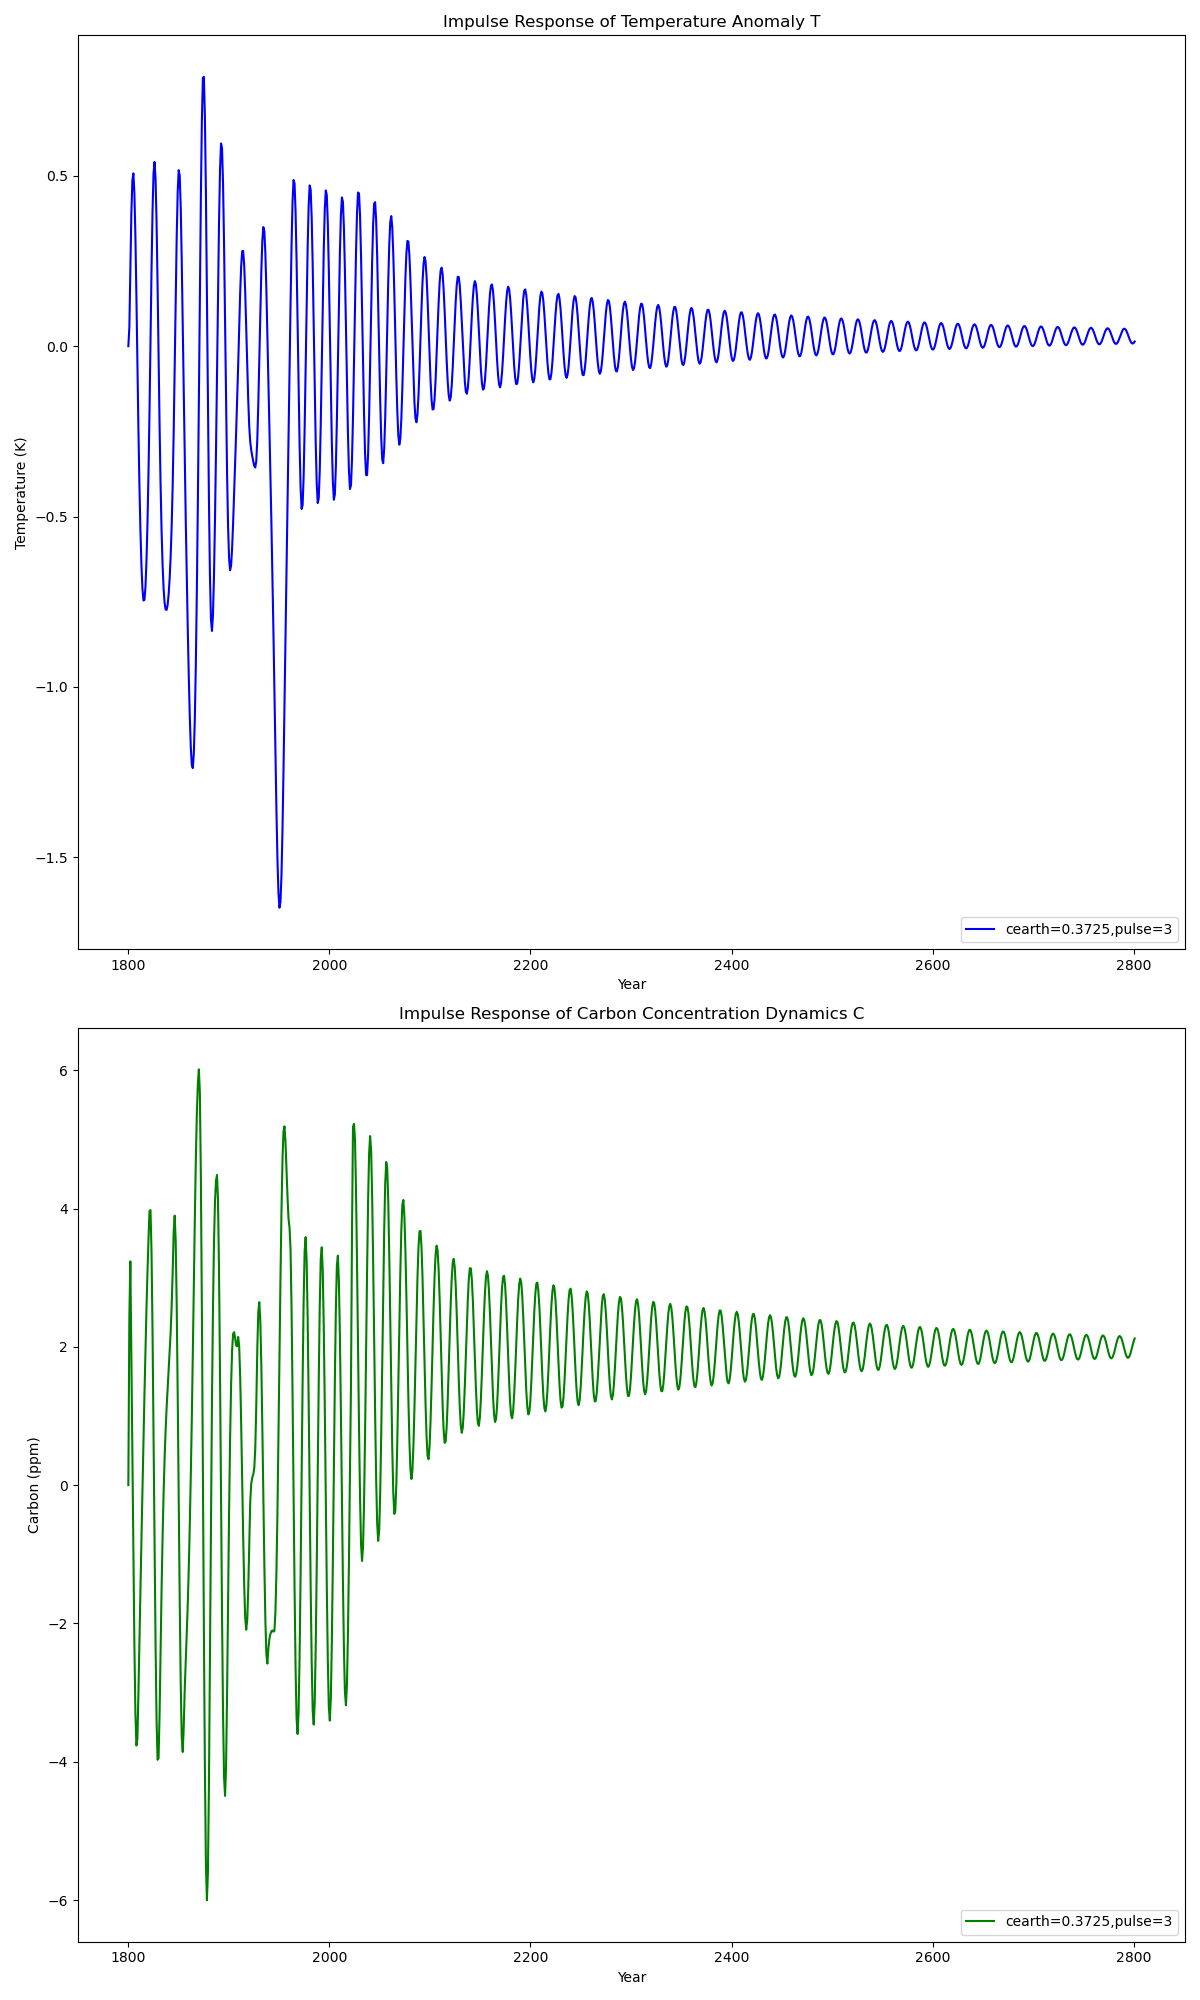 Impulse Response of Temperature Anomaly T
Temperature (K)
0.5
0.0
−0.5
−1.0
−1.5
1800 2000 2200 2400 2600 2800
Year
cearth=0.3725,pulse=3
Impulse Response of Carbon Concentration Dynamics C
Carbon (ppm)
6
4
2
0
−2
−4
−6
1800 2000 2200 2400 2600 2800
Year
cearth=0.3725,pulse=3